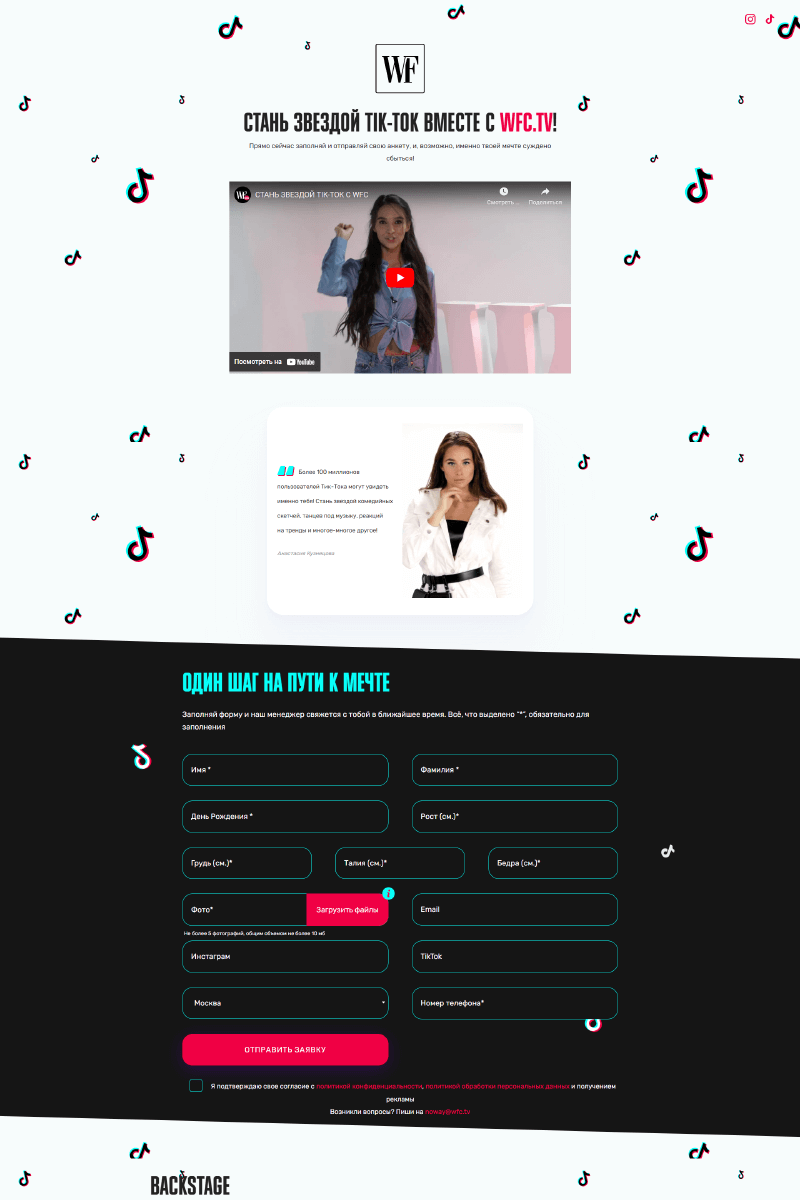 WF
СТАНЬ ЗВЕЗДОЙ TIK-TOK ВМЕСТЕ С WFC.TV!
Прямо сейчас заполняй и отправляй свою анкету, и, возможно, именно твоей мечте суждено
сбыться!
WF СТАНЬ ЗВЕЗДОЙ TIK-TOK С WFC
Смотреть ... Поделиться
Посмотреть на YouTube
Более 100 миллионов
пользователей Тик-Тока могут увидеть
именно тебя! Стань звездой комедийных
скетчей, танцев под музыку, реакций
на тренды и многое-многое другое!
Анастасия Кузнецова
ОДИН ШАГ НА ПУТИ К МЕЧТЕ
Заполняй форму и наш менеджер свяжется с тобой в ближайшее время. Всё, что выделено "*", обязательно для
заполнения
Имя * Фамилия *
День Рождения * Рост (см.)*
Грудь (см.)* Талия (см.)* Бедра (см.)*
Фото* Загрузить файлы i Email
Не более 5 фотографий, общим объемом не более 10 мб
Инстаграм TikTok
Москва Номер телефона*
ОТПРАВИТЬ ЗАЯВКУ
Я подтверждаю свое согласие с политикой конфиденциальности, политикой обработки персональных данных и получением
рекламы
Возникли вопросы? Пиши на noway@wfc.tv
BACKSTAGE